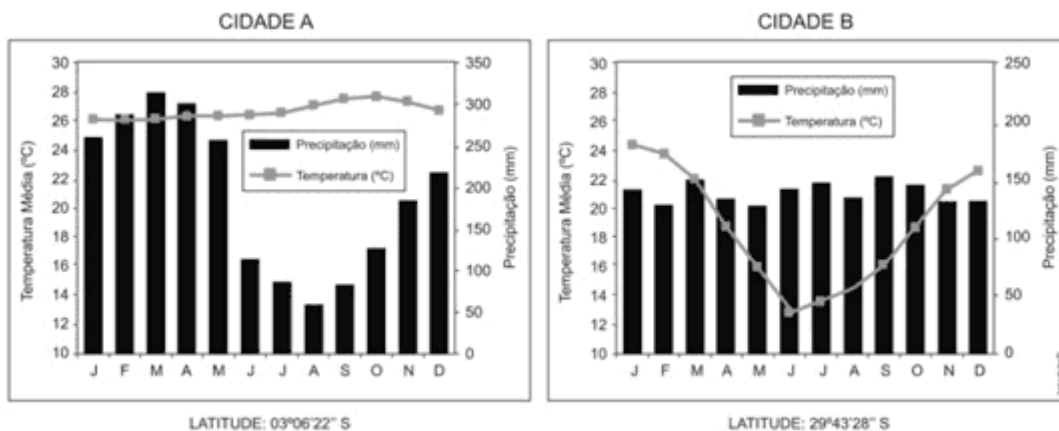 CIDADE A
30
28
26
24
22
20
18
16
14
12
10
Temperatura Média (ºC)
350
300
250
200
150
100
50
0
Precipitação (mm)
Precipitação (mm)
Temperatura (ºC)
J F M A M J J A S O N D
LATITUDE: 03º06'22'' S
CIDADE B
30
28
26
24
22
20
18
16
14
12
10
Temperatura Média (ºC)
250
200
150
100
50
0
Precipitação (mm)
Precipitação (mm)
Temperatura (ºC)
J F M A M J J A S O N D
LATITUDE: 29º43'28'' S